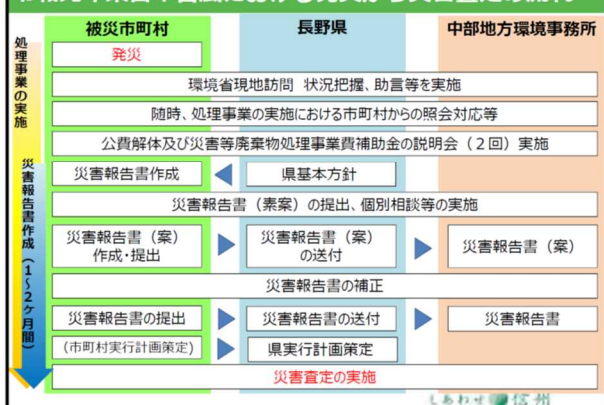 被災市町村
長野県
中部地方環境事務所
処理事業の実施
災害報告書作成(1~2ケ月間)
発災
環境省現地訪問 状況把握、助言等を実施
随時、処理事業の実施における市町村からの照会対応等
公費解体及び災害等廃棄物処理事業費補助金の説明会(2回)実施
災害報告書作成
県基本方針
災害報告書(素案)の提出、個別相談等の実施
災害報告書(案)
作成・提出
災害報告書(案)
の送付
災害報告書(案)
災害報告書の補正
災害報告書の提出
災害報告書の送付
災害報告書
(市町村実行計画策定)
県実行計画策定
災害査定の実施
しあわせ信州